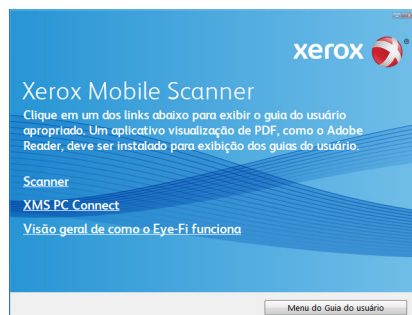 xerox
Xerox Mobile Scanner
Clique em um dos links abaixo para exibir o guia do usuário
apropriado. Um aplicativo visualização de PDF, como o Adobe
Reader, deve ser instalado para exibição dos guias do usuário.
Scanner
XMS PC Connect
Visão geral de como o Eye-Fi funciona
Menu do Guia do usuário